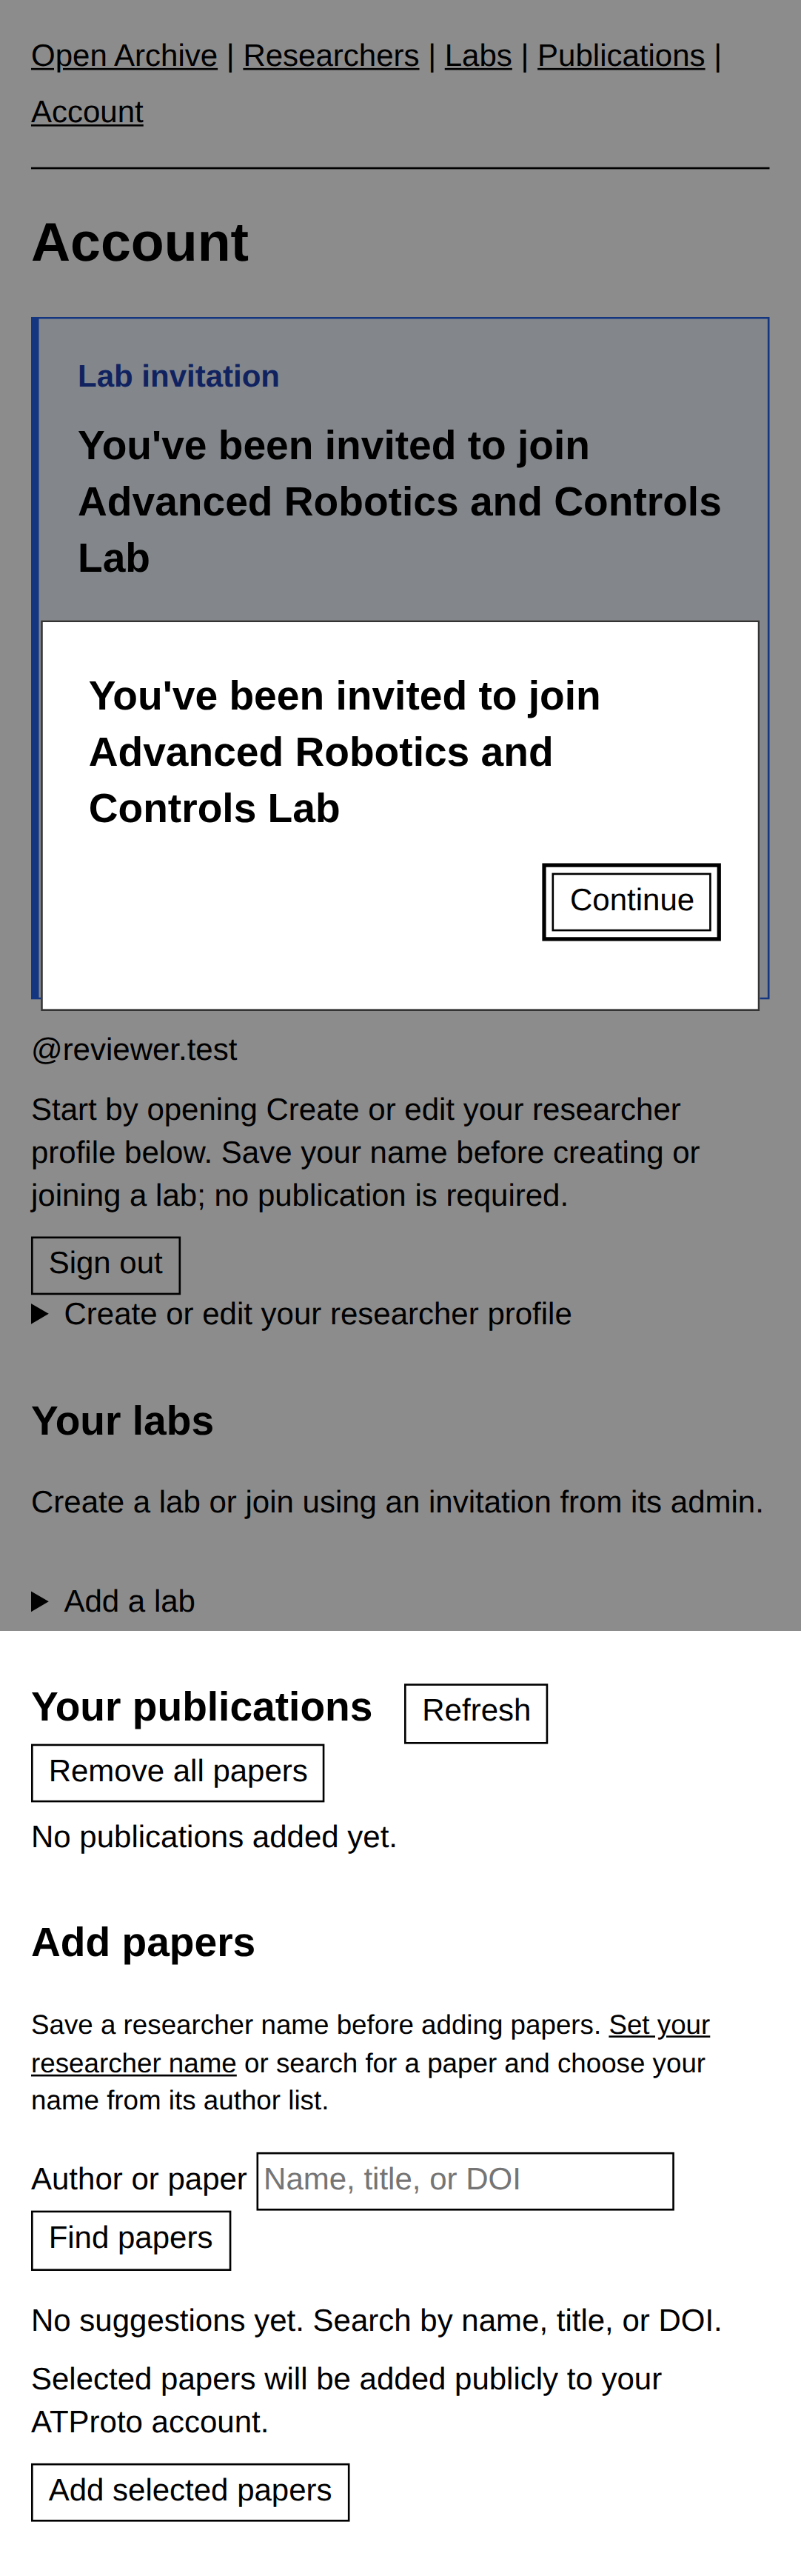 Open Archive | Researchers | Labs | Publications |
Account
Account
Lab invitation
You've been invited to join
Advanced Robotics and Controls
Lab
You've been invited to join
Advanced Robotics and
Controls Lab
Continue
@reviewer.test
Start by opening Create or edit your researcher
profile below. Save your name before creating or
joining a lab; no publication is required.
Sign out
Create or edit your researcher profile
Your labs
Create a lab or join using an invitation from its admin.
Add a lab
Your publications Refresh
Remove all papers
No publications added yet.
Add papers
Save a researcher name before adding papers. Set your
researcher name or search for a paper and choose your
name from its author list.
Author or paper Name, title, or DOI
Find papers
No suggestions yet. Search by name, title, or DOI.
Selected papers will be added publicly to your
ATProto account.
Add selected papers